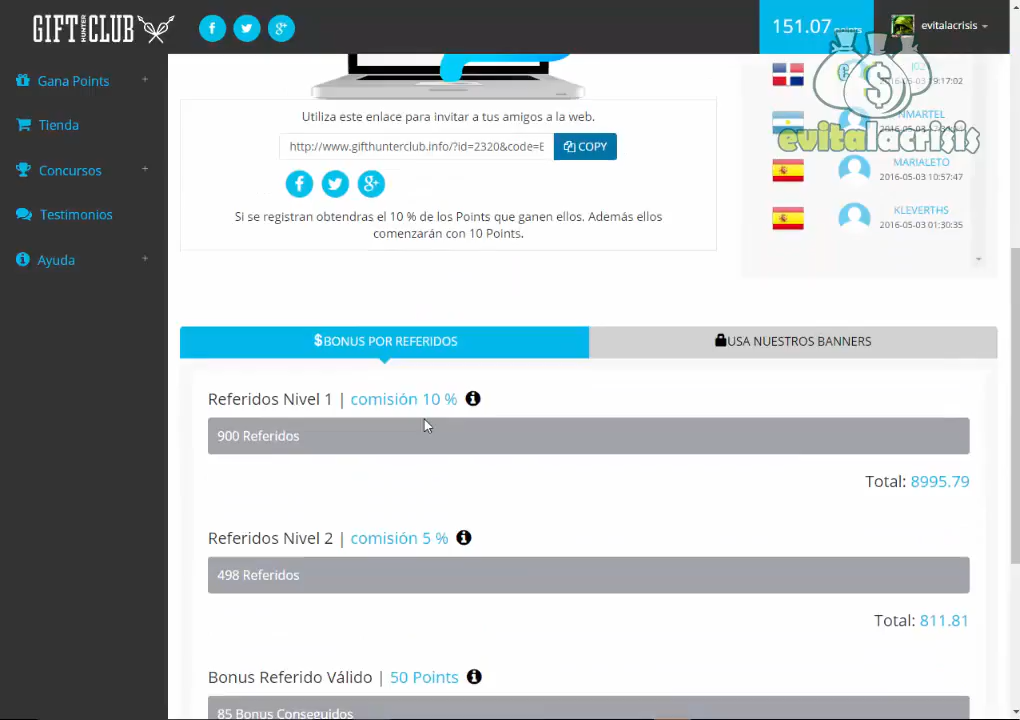 GIFT HUNTER CLUB
151.07 points
evitalacrisis
Gana Points
Tienda
Concursos
Testimonios
Ayuda
Utiliza este enlace para invitar a tus amigos a la web.
http://www.gifthunterclub.info/?id=2320&code=E
COPY
Si se registran obtendras el 10 % de los Points que ganen ellos. Además ellos
comenzarán con 10 Points.
NMARTEL
MARIALETO
2016-05-03 10:57:47
KLEVERTHS
2016-05-03 01:30:35
evitalacrisis
$BONUS POR REFERIDOS
USA NUESTROS BANNERS
Referidos Nivel 1 | comisión 10 %
900 Referidos
Total: 8995.79
Referidos Nivel 2 | comisión 5 %
498 Referidos
Total: 811.81
Bonus Referido Válido | 50 Points
85 Bonus Conseguidos